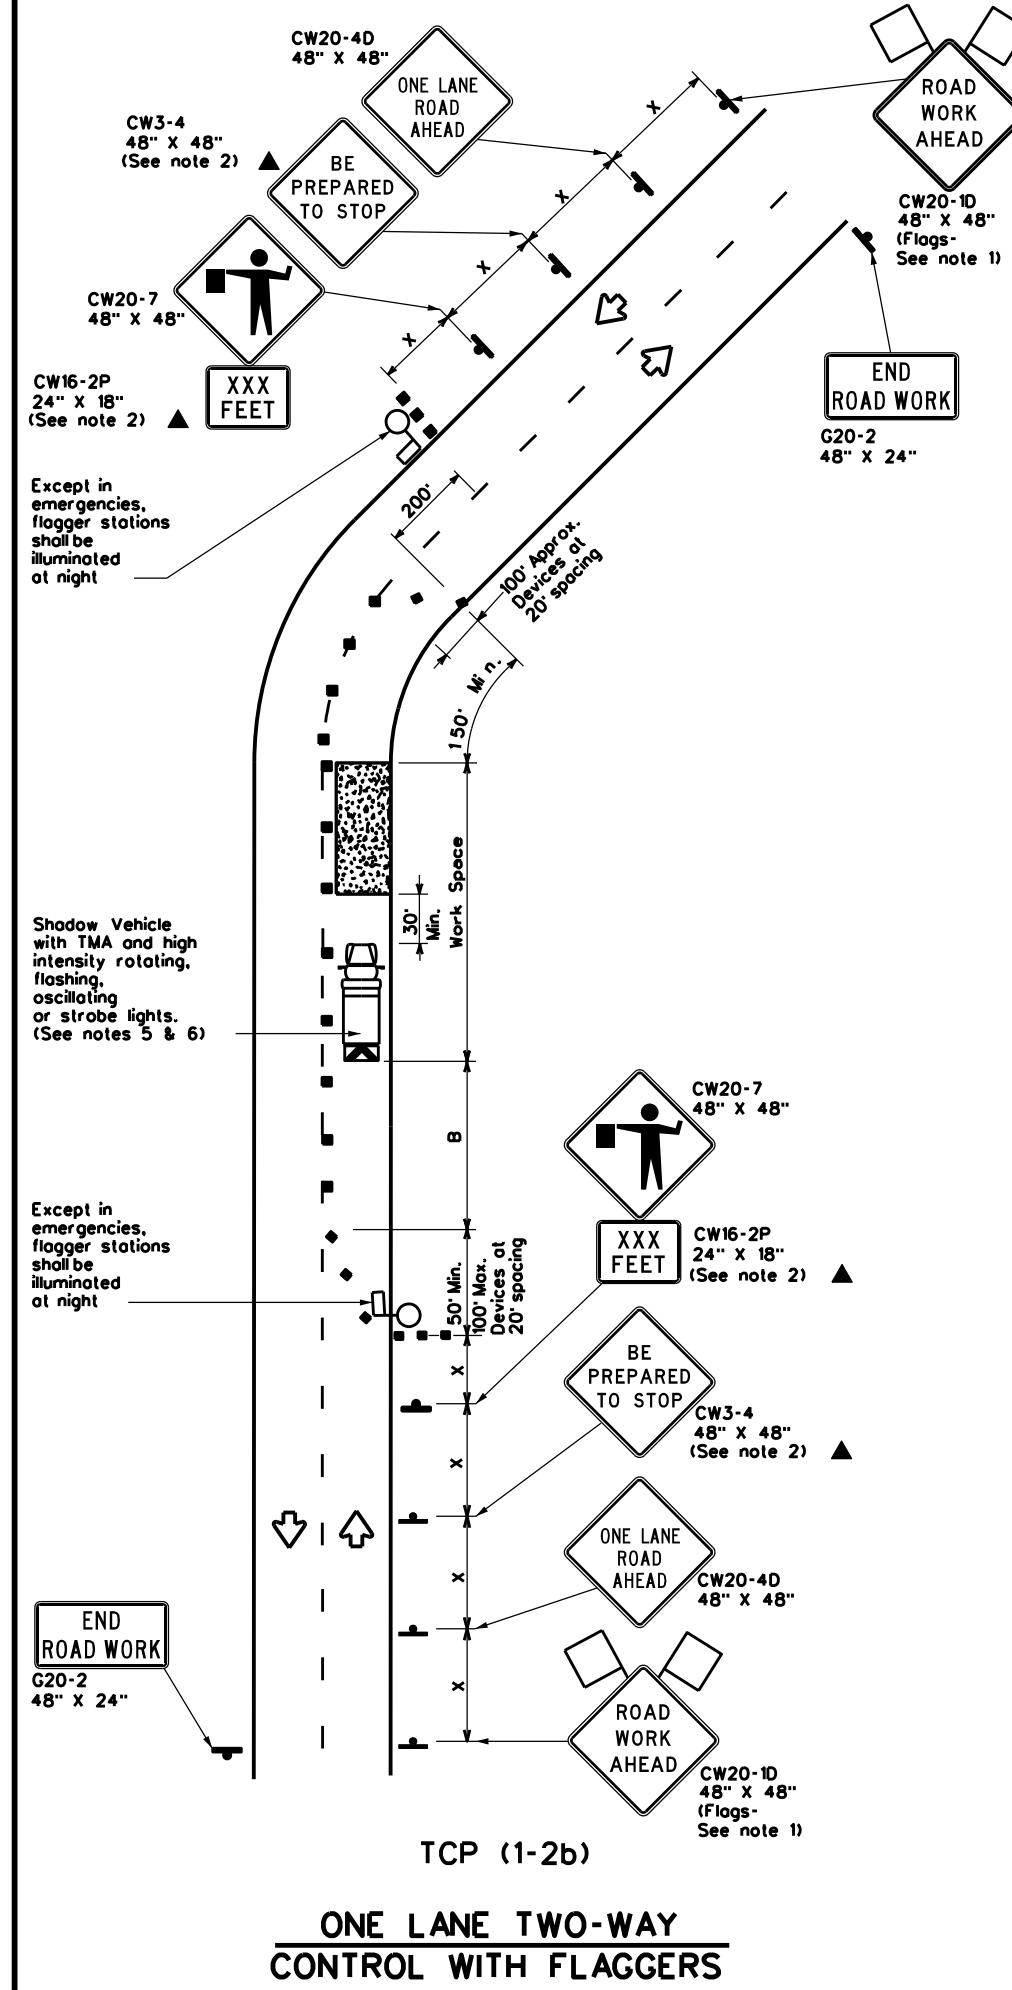 CW20-4D
48" X 48"
ONE LANE
ROAD
AHEAD
ROAD
WORK
AHEAD
CW3-4
48" X 48"
(See note 2)
BE
PREPARED
TO STOP
X
X
X
X
CW20-1D
48" X 48"
(Flags-
See note 1)
CW20-7
48" X 48"
CW16-2P
24" X 18"
(See note 2)
XXX
FEET
END
ROAD WORK
G20-2
48" X 24"
Except in
emergencies,
flagger stations
shall be
illuminated
at night
200'
100' Approx.
Devices at
20' spacing
150' Min.
Work Space
30'
Min.
Shadow Vehicle
with TMA and high
intensity rotating,
flashing,
oscillating
or strobe lights.
(See notes 5 & 6)
B
CW20-7
48" X 48"
XXX
FEET
CW16-2P
24" X 18"
(See note 2)
Except in
emergencies,
flagger stations
shall be
illuminated
at night
50' Min.
100' Max.
Devices at
20' spacing
X
BE
PREPARED
TO STOP
CW3-4
48" X 48"
(See note 2)
X
ONE LANE
ROAD
AHEAD
CW20-4D
48" X 48"
X
END
ROAD WORK
G20-2
48" X 24"
X
ROAD
WORK
AHEAD
CW20-1D
48" X 48"
(Flags-
See note 1)
TCP (1-2b)
ONE LANE TWO-WAY
CONTROL WITH FLAGGERS